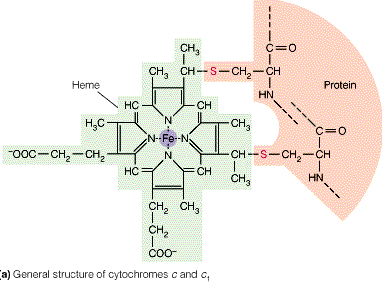 CH₃
C=O
CH—S—CH₂—CH
Heme
CH₃
HN
Protein
HC
CH
H₃C
N
CH₃
C=O
N--Fe--N
⁻OOC—CH₂—CH₂
N
CH—S—CH₂—CH
HC
CH
CH₃
HN
CH₂
CH₃
CH₂
COO⁻
(a) General structure of cytochromes c and c₁